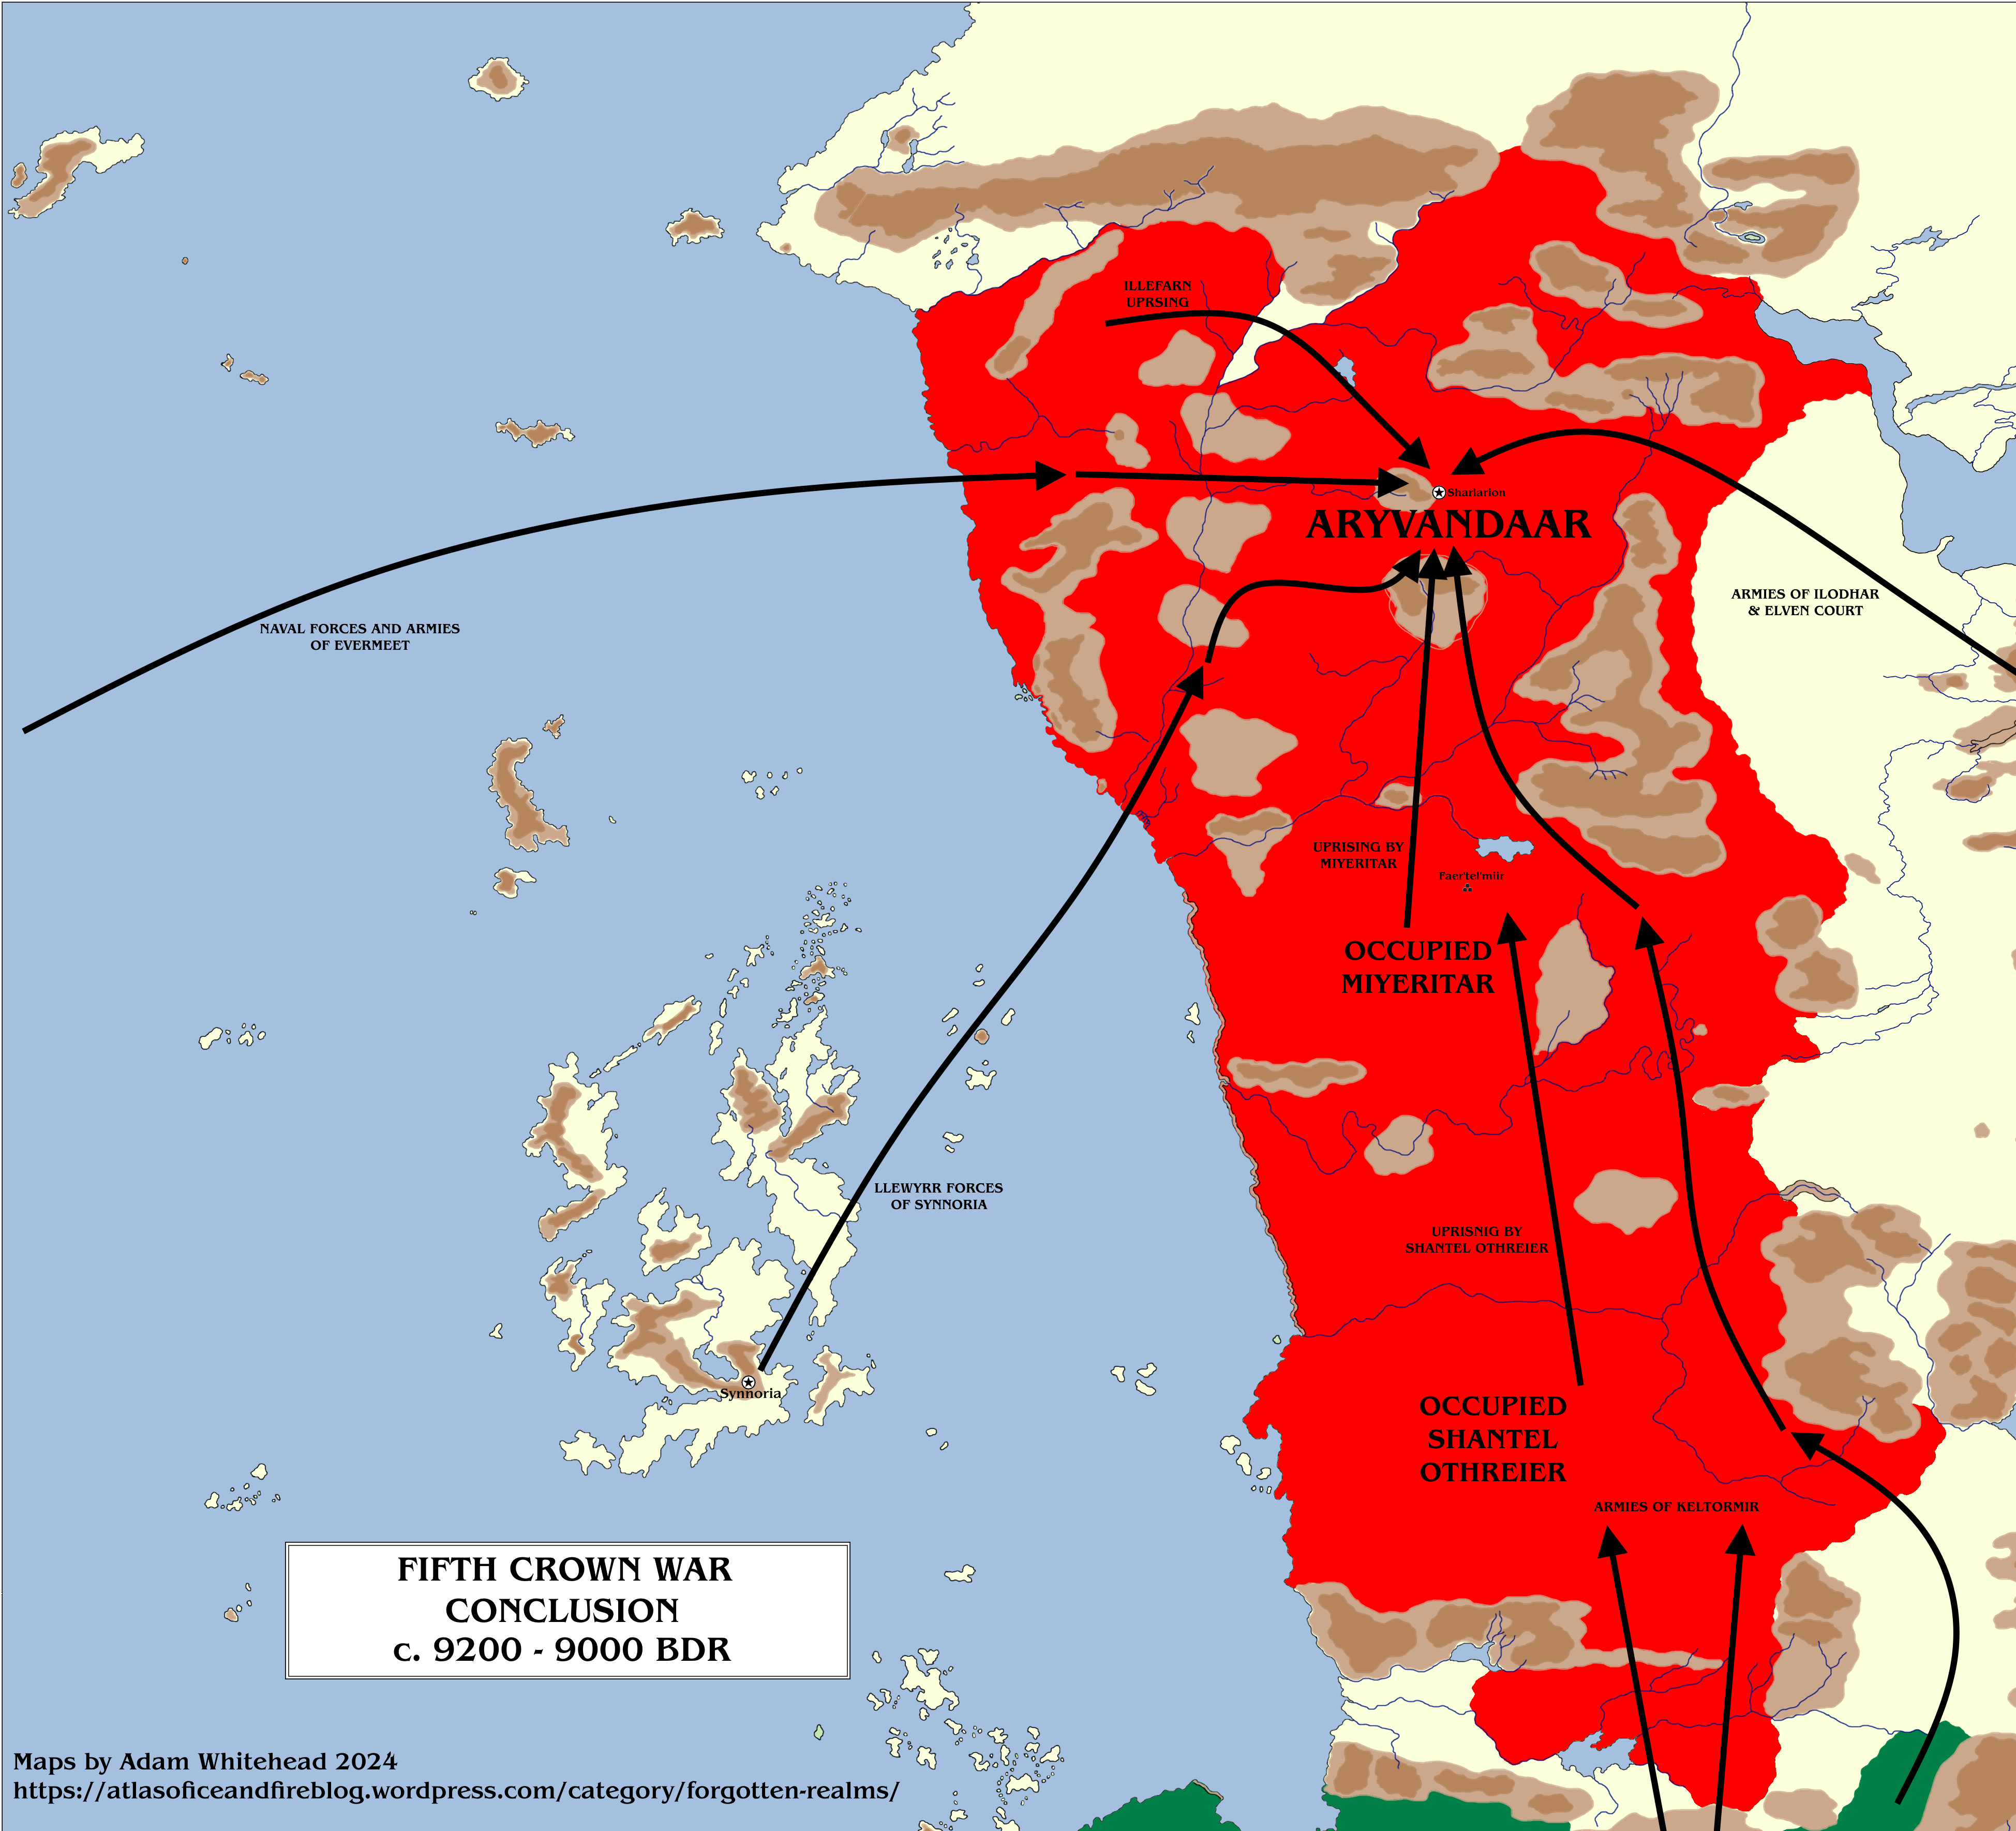 ILLEFARN
UPRSING
Sharlarion
ARYVANDAAR
ARMIES OF ILODHAR
& ELVEN COURT
NAVAL FORCES AND ARMIES
OF EVERMEET
UPRISING BY
MIYERITAR
Faer'tel'miir
OCCUPIED
MIYERITAR
LLEWYRR FORCES
OF SYNNORIA
UPRISNIG BY
SHANTEL OTHREIER
Synnoria
OCCUPIED
SHANTEL
OTHREIER
ARMIES OF KELTORMIR
FIFTH CROWN WAR
CONCLUSION
c. 9200 - 9000 BDR
Maps by Adam Whitehead 2024
https://atlasoficeandfireblog.wordpress.com/category/forgotten-realms/